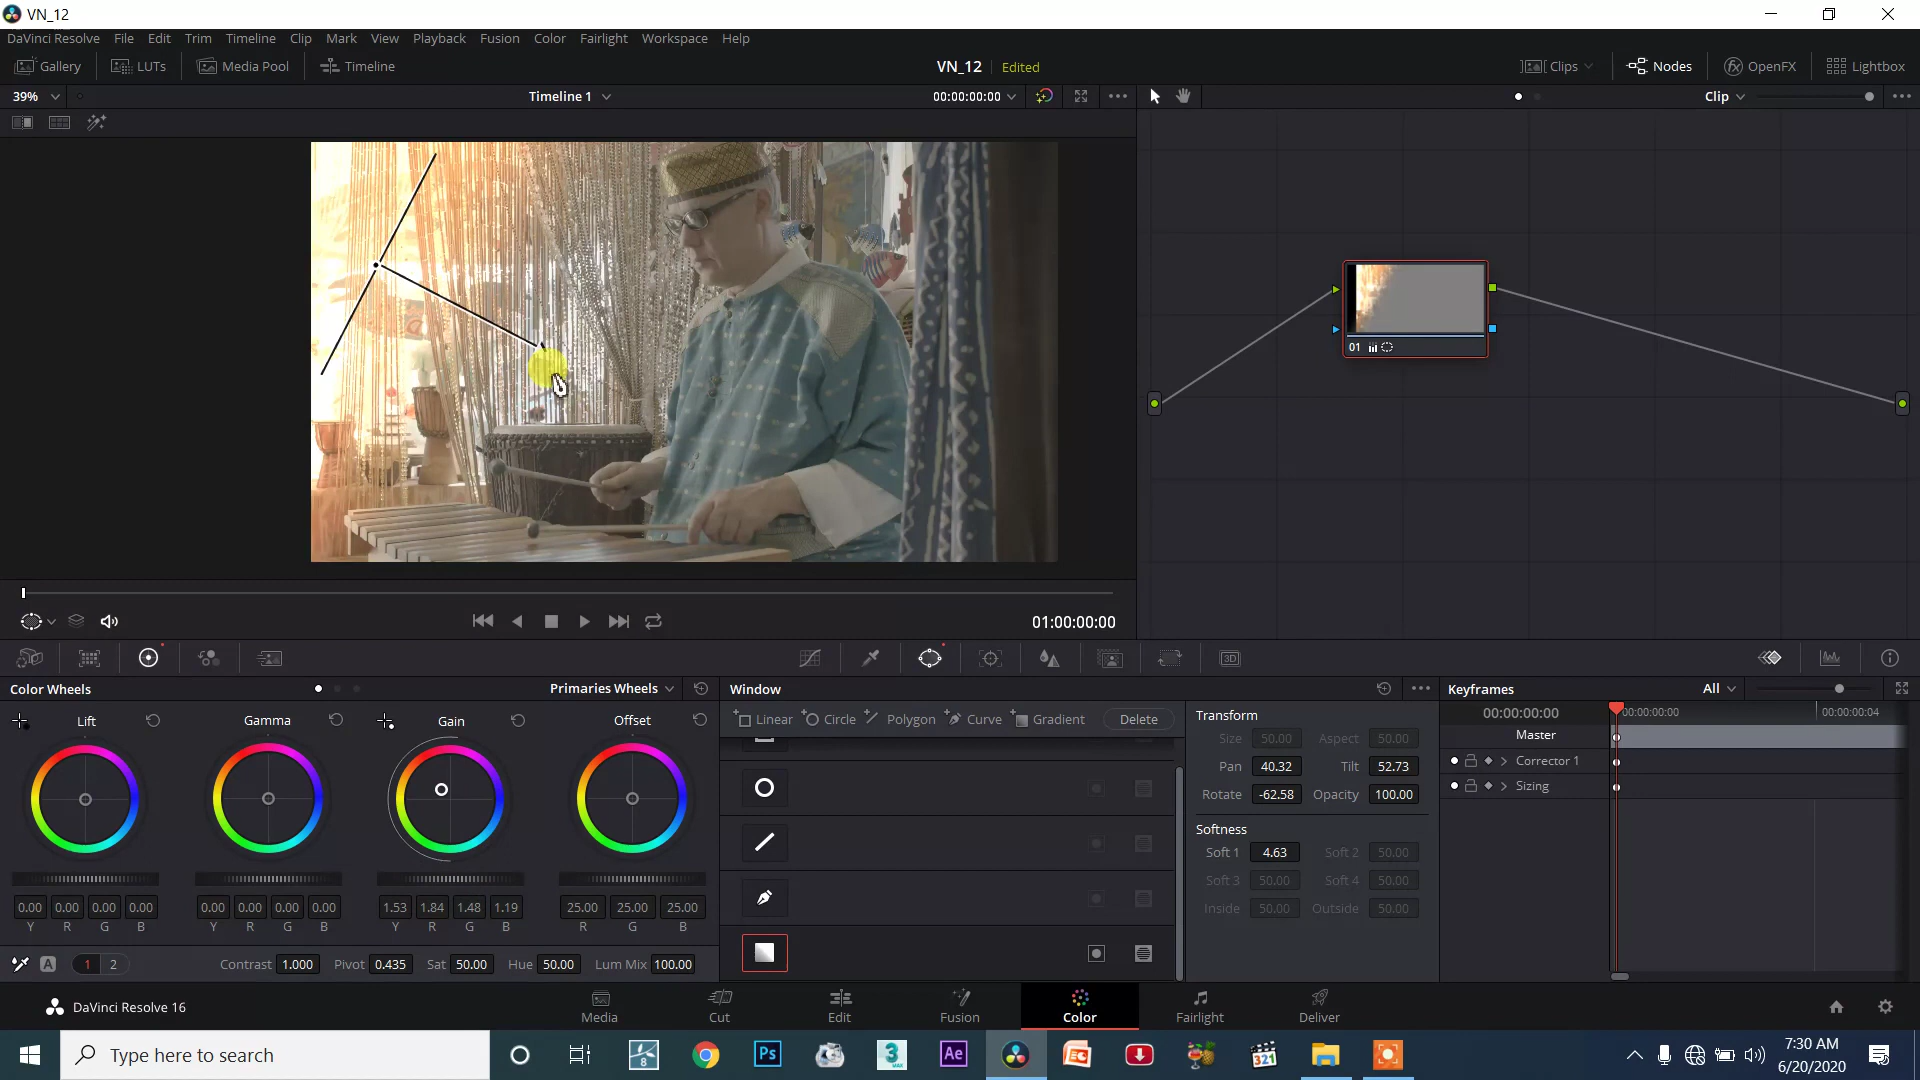 VN_12
DaVinci Resolve File Edit Trim Timeline Clip Mark View Playback Fusion Color Fairlight Workspace Help
Gallery LUTs Media Pool Timeline VN_12 Edited Clips Nodes OpenFX Lightbox
39% Timeline 1 00:00:00:00 Clip
01
01:00:00:00
3D
Color Wheels Primaries Wheels Window Keyframes All
Lift Gamma Gain Offset
Linear Circle Polygon Curve Gradient Delete
Transform
Size 50.00 Aspect 50.00
Pan 40.32 Tilt 52.73
Rotate -62.58 Opacity 100.00
Softness
Soft 1 4.63 Soft 2 50.00
Soft 3 50.00 Soft 4 50.00
Inside 50.00 Outside 50.00
00:00:00:00 00:00:00:00 00:00:00:04
Master
Corrector 1
Sizing
0.00 0.00 0.00 0.00 0.00 0.00 0.00 0.00 1.53 1.84 1.48 1.19 25.00 25.00 25.00
Y R G B Y R G B Y R G B R G B
A 1 2 Contrast 1.000 Pivot 0.435 Sat 50.00 Hue 50.00 Lum Mix 100.00
DaVinci Resolve 16 Media Cut Edit Fusion Color Fairlight Deliver
Type here to search 8 Ps 3 MAX Ae 321
7:30 AM
6/20/2020